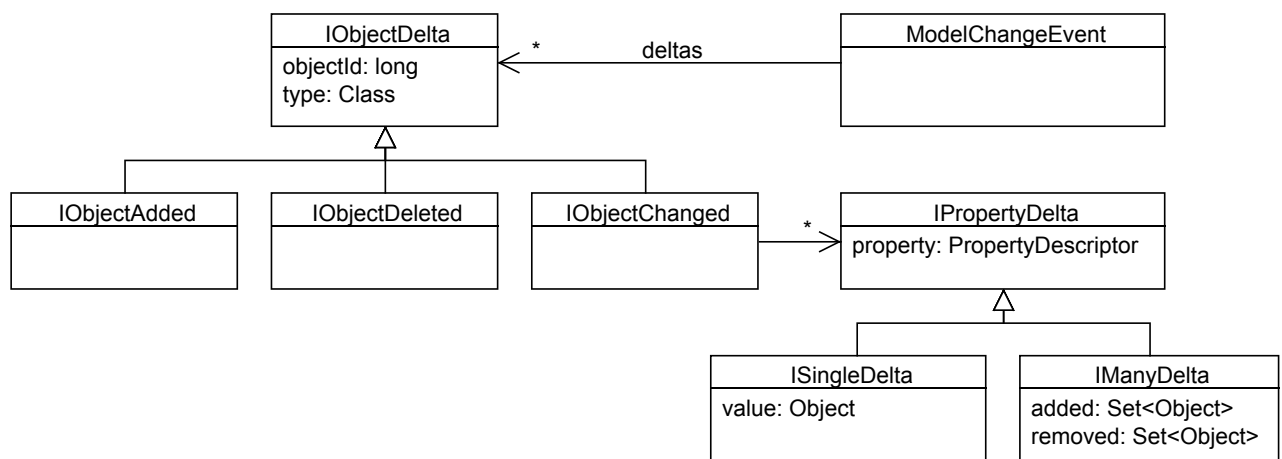 IObjectDelta
objectId: long
type: Class
* deltas
ModelChangeEvent
IObjectAdded
IObjectDeleted
IObjectChanged
*
IPropertyDelta
property: PropertyDescriptor
ISingleDelta
value: Object
IManyDelta
added: Set<Object>
removed: Set<Object>